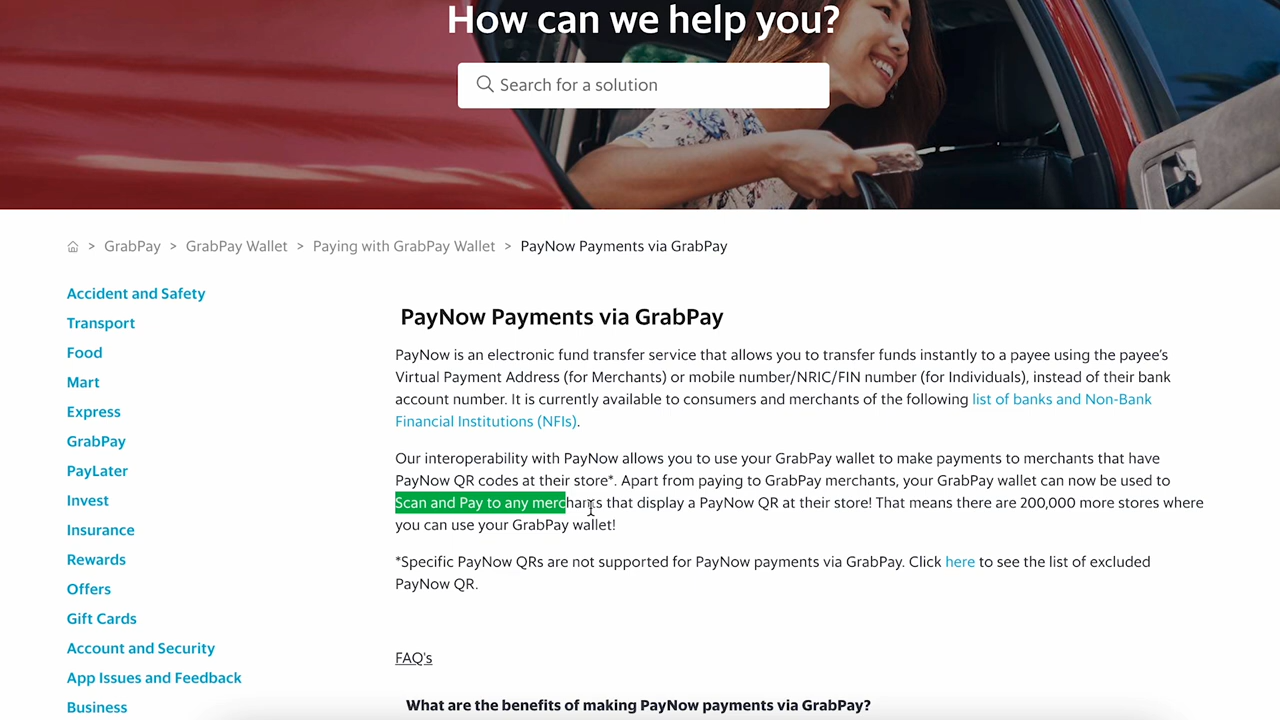 How can we help you?
Search for a solution
> GrabPay > GrabPay Wallet > Paying with GrabPay Wallet > PayNow Payments via GrabPay
Accident and Safety
Transport
Food
Mart
Express
GrabPay
PayLater
Invest
Insurance
Rewards
Offers
Gift Cards
Account and Security
App Issues and Feedback
Business
PayNow Payments via GrabPay
PayNow is an electronic fund transfer service that allows you to transfer funds instantly to a payee using the payee's
Virtual Payment Address (for Merchants) or mobile number/NRIC/FIN number (for Individuals), instead of their bank
account number. It is currently available to consumers and merchants of the following list of banks and Non-Bank
Financial Institutions (NFIs).
Our interoperability with PayNow allows you to use your GrabPay wallet to make payments to merchants that have
PayNow QR codes at their store*. Apart from paying to GrabPay merchants, your GrabPay wallet can now be used to
Scan and Pay to any merchants that display a PayNow QR at their store! That means there are 200,000 more stores where
you can use your GrabPay wallet!
*Specific PayNow QRs are not supported for PayNow payments via GrabPay. Click here to see the list of excluded
PayNow QR.
FAQ's
What are the benefits of making PayNow payments via GrabPay?